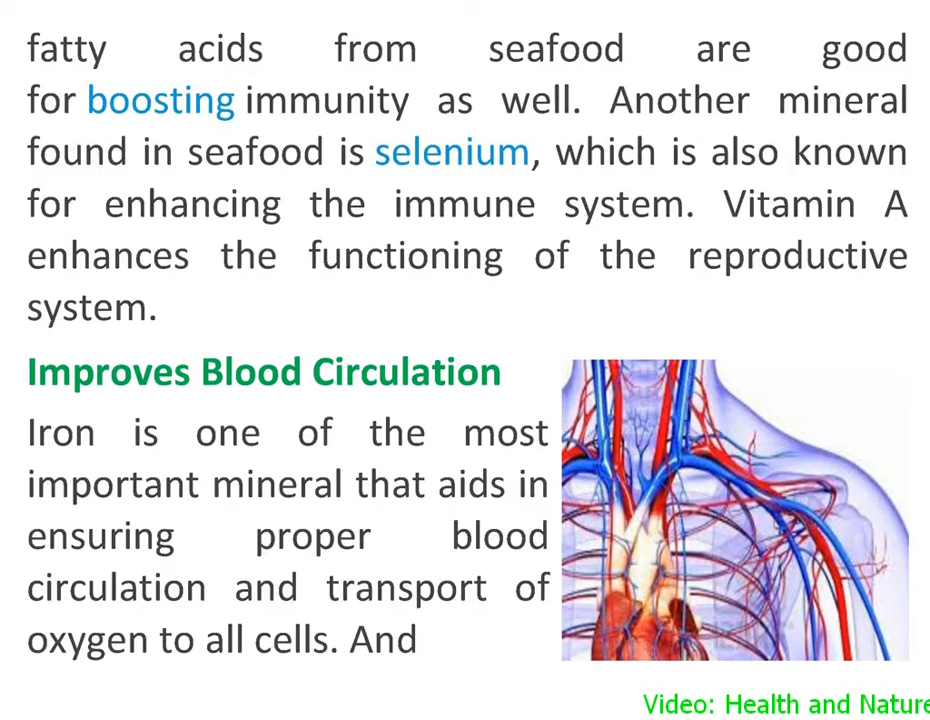 fatty acids from seafood are good
for boosting immunity as well. Another mineral
found in seafood is selenium, which is also known
for enhancing the immune system. Vitamin A
enhances the functioning of the reproductive
system.
Improves Blood Circulation
Iron is one of the most
important mineral that aids in
ensuring proper blood
circulation and transport of
oxygen to all cells. And
Video: Health and Nature